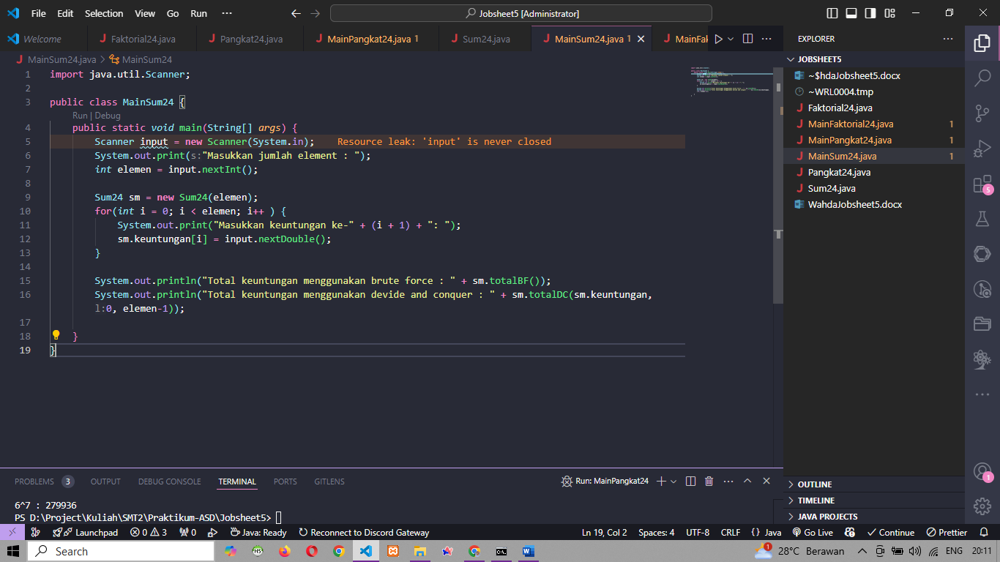 File Edit Selection View Go Run ··· Jobsheet5 [Administrator]
Welcome Faktorial24.java Pangkat24.java MainPangkat24.java 1 Sum24.java MainSum24.java 1 MainFak
MainSum24.java > MainSum24
1 import java.util.Scanner;
2
3 public class MainSum24 {
Run | Debug
4 public static void main(String[] args) {
5 Scanner input = new Scanner(System.in); Resource leak: 'input' is never closed
6 System.out.print(s:"Masukkan jumlah element : ");
7 int elemen = input.nextInt();
8
9 Sum24 sm = new Sum24(elemen);
10 for(int i = 0; i < elemen; i++ ) {
11 System.out.print("Masukkan keuntungan ke-" + (i + 1) + ": ");
12 sm.keuntungan[i] = input.nextDouble();
13 }
14
15 System.out.println("Total keuntungan menggunakan brute force : " + sm.totalBF());
16 System.out.println("Total keuntungan menggunakan devide and conquer : " + sm.totalDC(sm.keuntungan,
l:0, elemen-1));
17
18 }
19 }
EXPLORER ···
JOBSHEET5
~$hdaJobsheet5.docx
~WRL0004.tmp
Faktorial24.java
MainFaktorial24.java 1
MainPangkat24.java 1
MainSum24.java 1
Pangkat24.java
Sum24.java
WahdaJobsheet5.docx
OUTLINE
TIMELINE
JAVA PROJECTS
5
1
PROBLEMS 3 OUTPUT DEBUG CONSOLE TERMINAL PORTS GITLENS Run: MainPangkat24
6^7 : 279936
PS D:\Project\Kuliah\SMT2\Praktikum-ASD\Jobsheet5>
Launchpad 0 3 0 Java: Ready Reconnect to Discord Gateway Ln 19, Col 2 Spaces: 4 UTF-8 CRLF {} Java Go Live Continue Prettier
Search 1 28°C Berawan ENG 20:11